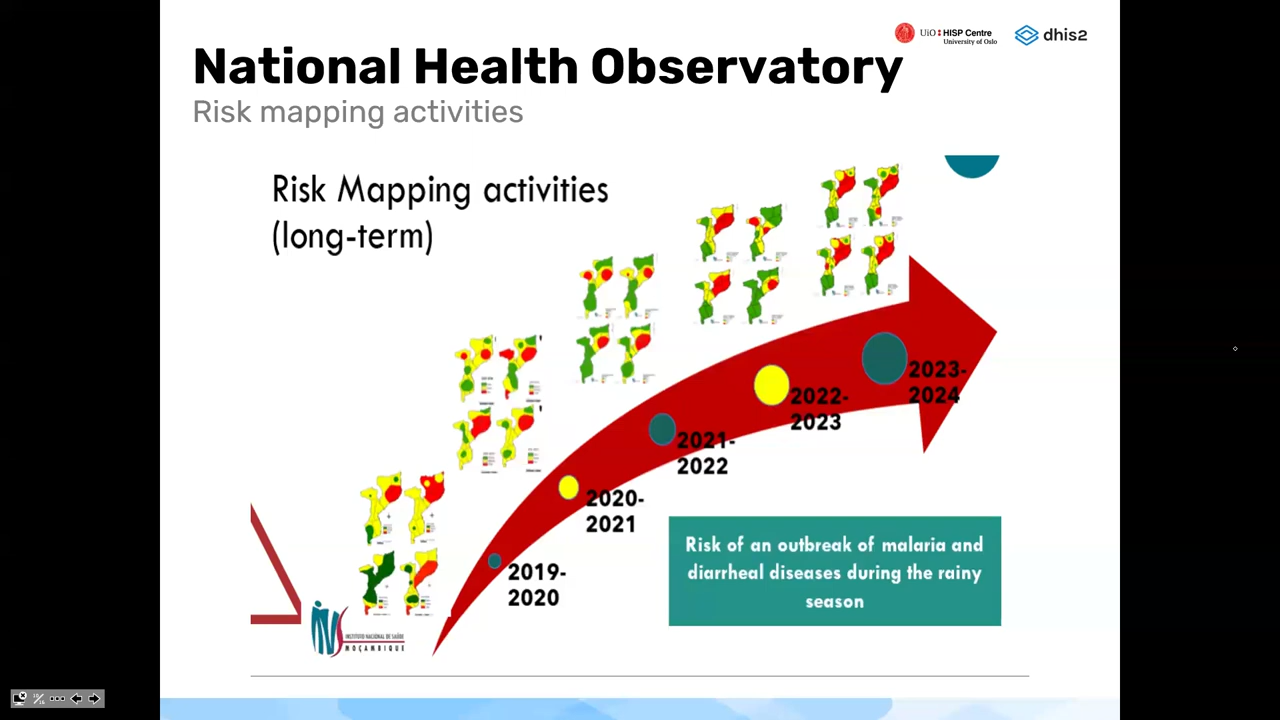 UiO HISP Centre
University of Oslo
dhis2
National Health Observatory
Risk mapping activities
Risk Mapping activities
(long-term)
2023-
2024
2022-
2023
2021-
2022
2020-
2021
2019-
2020
Risk of an outbreak of malaria and
diarrheal diseases during the rainy
season
INS
INSTITUTO NACIONAL DE SAÚDE
MOÇAMBIQUE